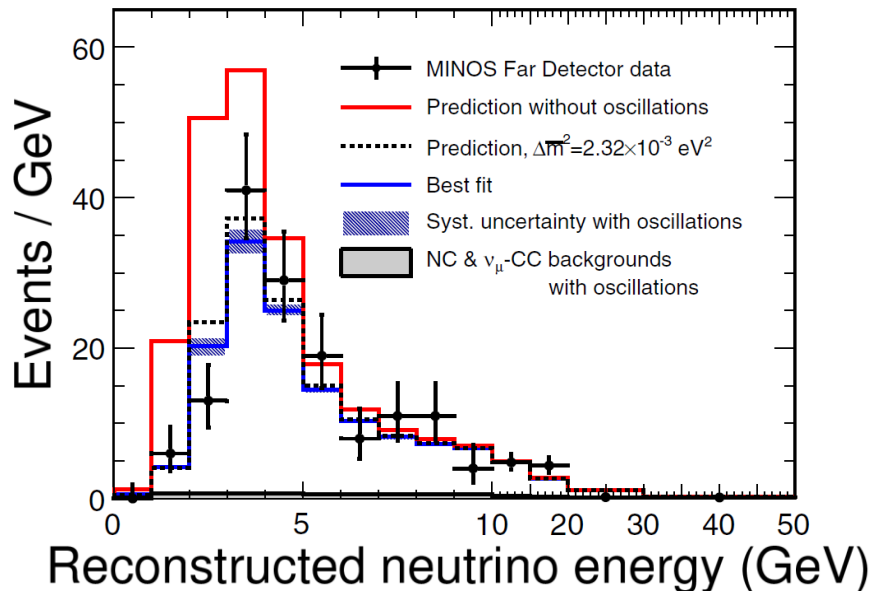 60
40
20
0
Events / GeV
MINOS Far Detector data
Prediction without oscillations
Prediction, Δm̅²=2.32×10⁻³ eV²
Best fit
Syst. uncertainty with oscillations
NC & νμ-CC backgrounds
with oscillations
0 5 10 20 30 40 50
Reconstructed neutrino energy (GeV)